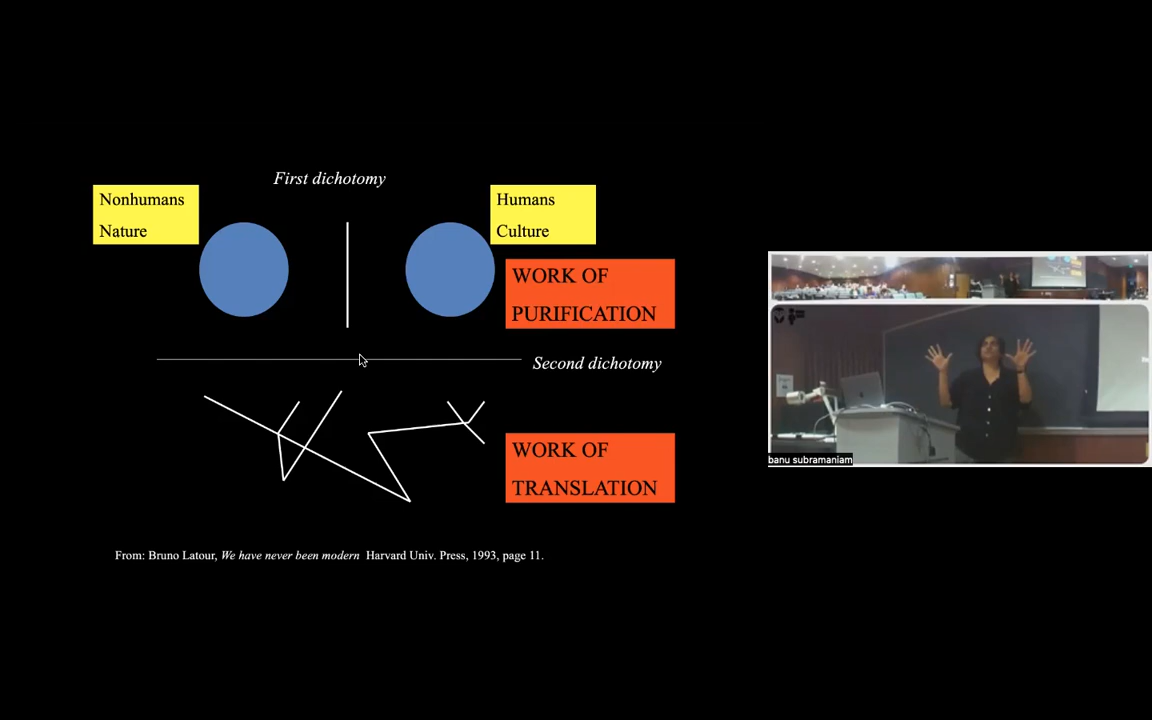 First dichotomy
Nonhumans
Nature
Humans
Culture
WORK OF
PURIFICATION
Second dichotomy
WORK OF
TRANSLATION
From: Bruno Latour, We have never been modern Harvard Univ. Press, 1993, page 11.
banu subramaniam